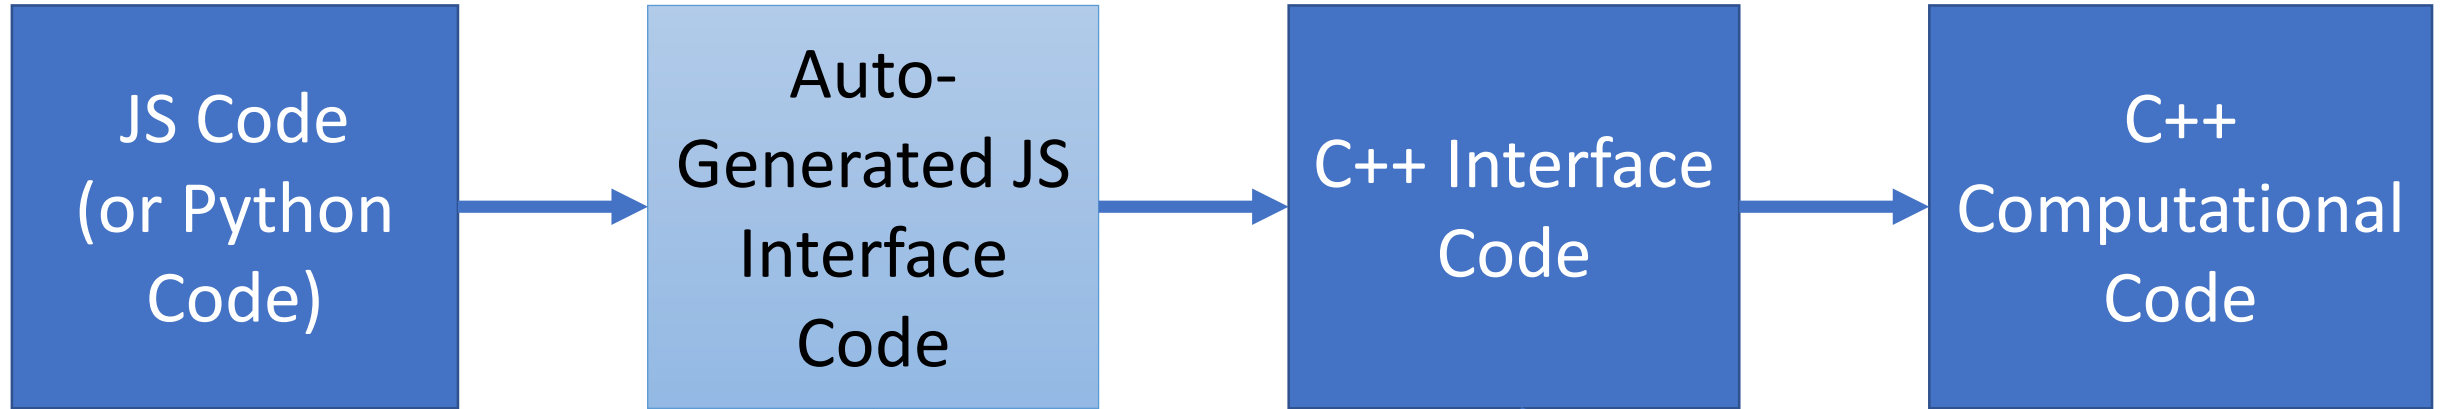 JS Code
(or Python
Code)
Auto-
Generated JS
Interface
Code
C++ Interface
Code
C++
Computational
Code